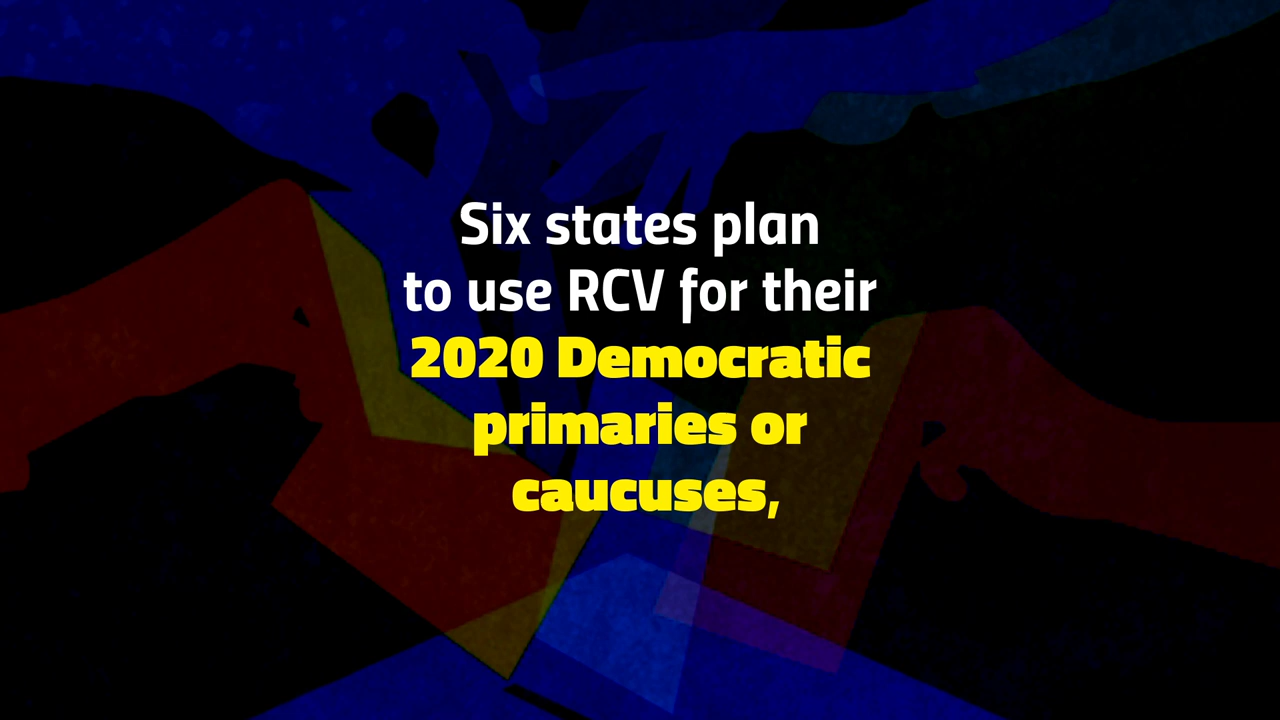 Six states plan
to use RCV for their
2020 Democratic
primaries or
caucuses,